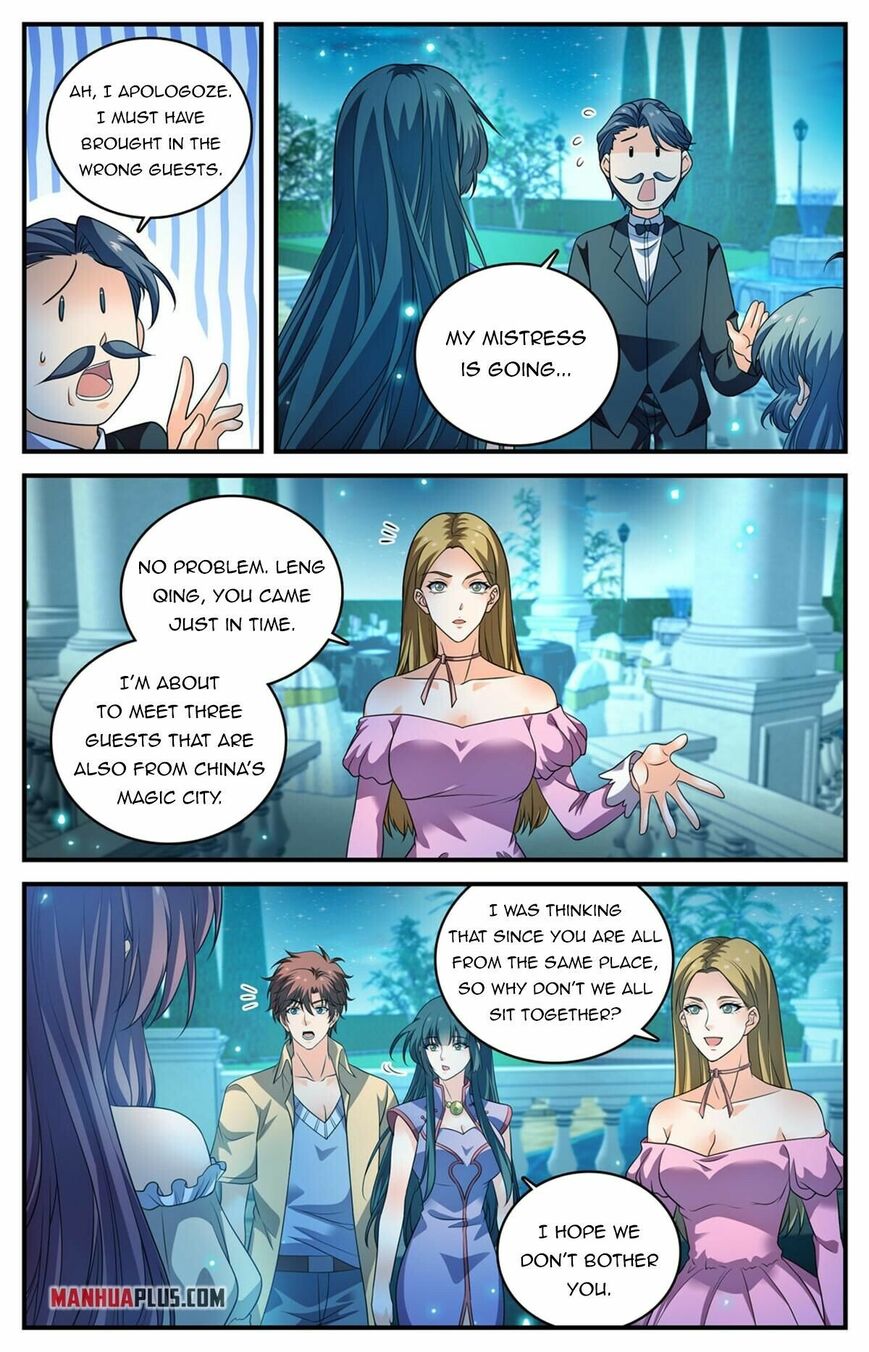 AH, I APOLOGOZE.
I MUST HAVE
BROUGHT IN THE
WRONG GUESTS.
MY MISTRESS
IS GOING...
NO PROBLEM. LENG
QING, YOU CAME
JUST IN TIME.
I'M ABOUT
TO MEET THREE
GUESTS THAT ARE
ALSO FROM CHINA'S
MAGIC CITY.
I WAS THINKING
THAT SINCE YOU ARE ALL
FROM THE SAME PLACE,
SO WHY DON'T WE ALL
SIT TOGETHER?
I HOPE WE
DON'T BOTHER
YOU.
MANHUAPLUS.COM